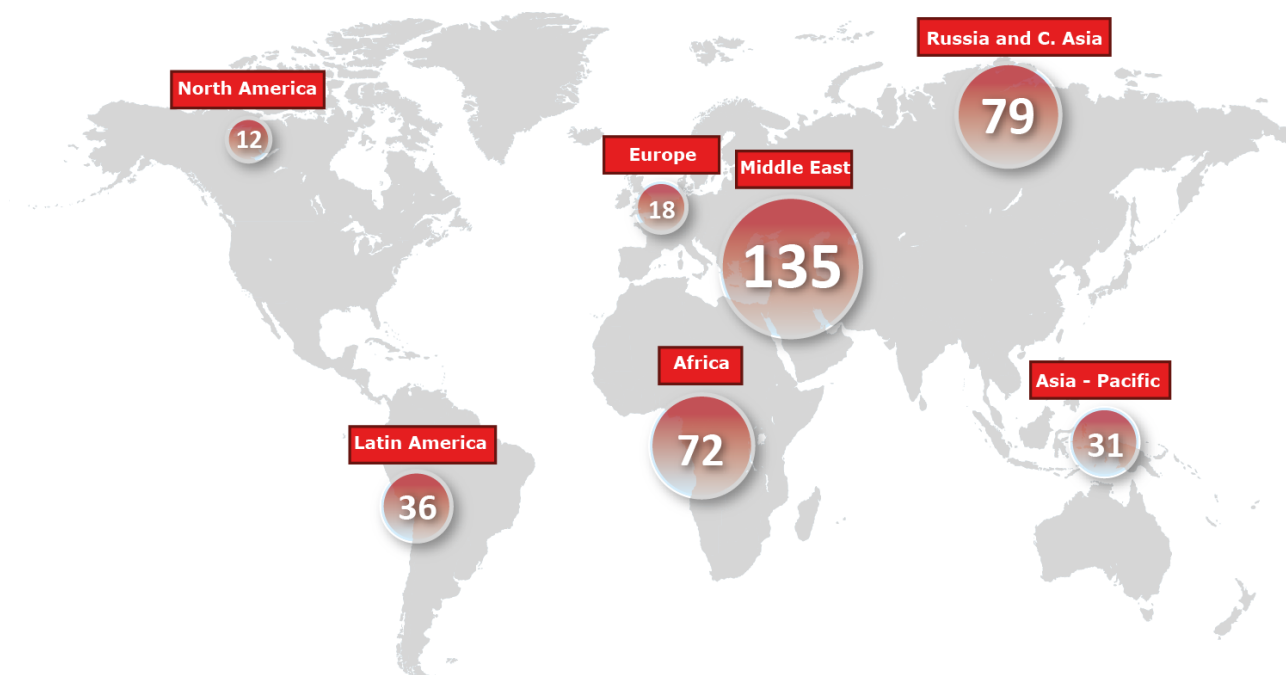 Russia and C. Asia
79
North America
12
Europe
18
Middle East
135
Africa
72
Asia - Pacific
31
Latin America
36